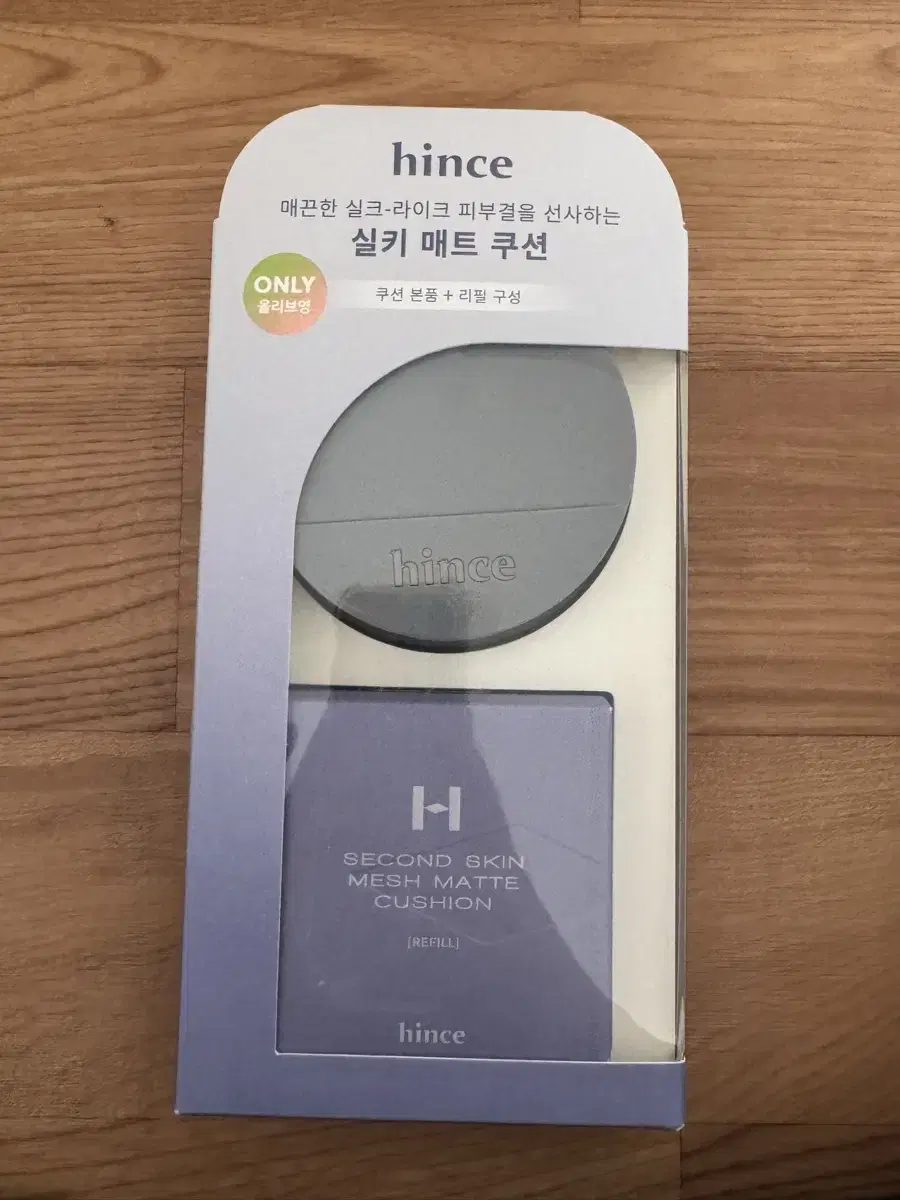 hince
매끈한 실크-라이크 피부결을 선사하는
실키 매트 쿠션
ONLY
올리브영
쿠션 본품 + 리필 구성
hince
SECOND SKIN
MESH MATTE
CUSHION
[REFILL]
hince